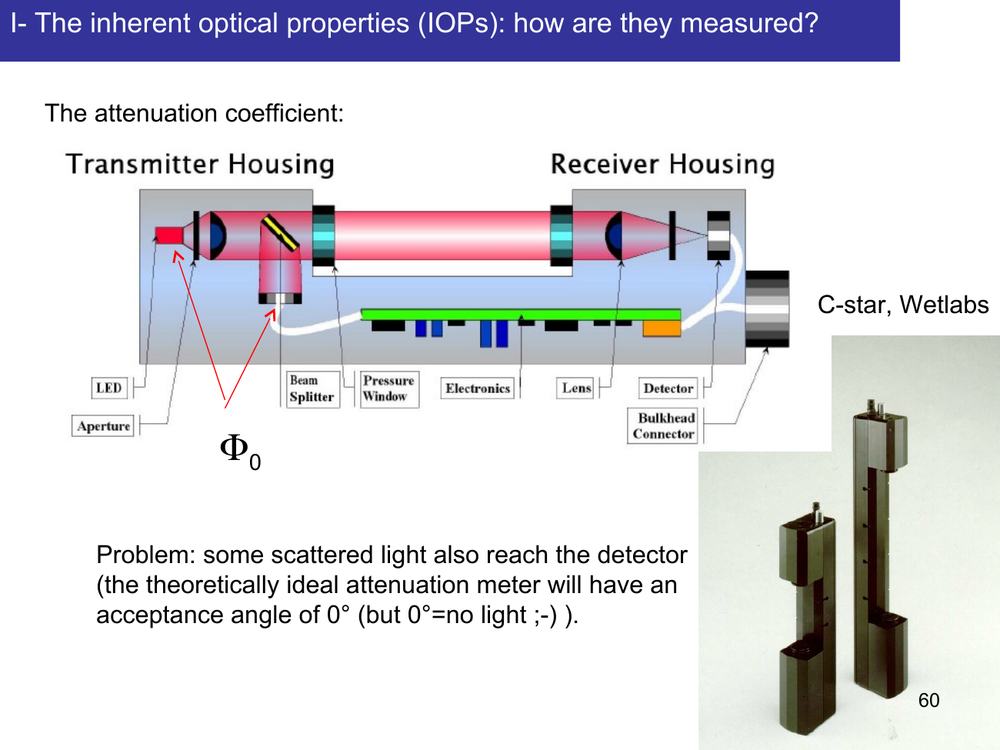 I- The inherent optical properties (IOPs): how are they measured?
The attenuation coefficient:
Transmitter Housing
Receiver Housing
C-star, Wetlabs
LED
Beam
Splitter
Pressure
Window
Electronics
Lens
Detector
Aperture
Bulkhead
Connector
Φ0
Problem: some scattered light also reach the detector
(the theoretically ideal attenuation meter will have an
acceptance angle of 0° (but 0°=no light ;-) ).
60